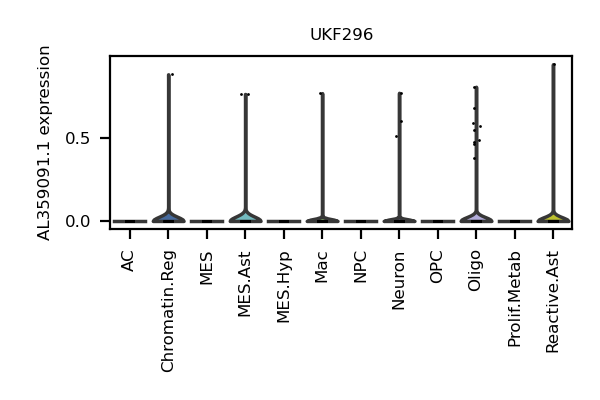 UKF296
AL359091.1 expression
0.5
0.0
AC
Chromatin.Reg
MES
MES.Ast
MES.Hyp
Mac
NPC
Neuron
OPC
Oligo
Prolif.Metab
Reactive.Ast